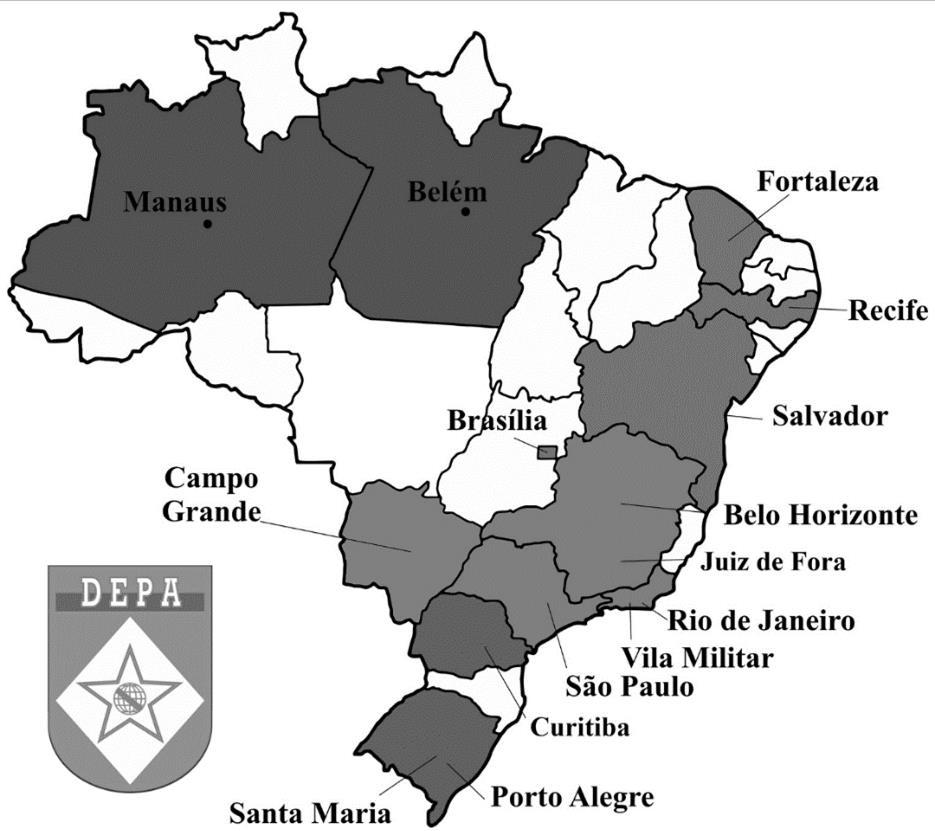 Manaus
Belém
Fortaleza
Recife
Brasília
Salvador
Campo
Grande
Belo Horizonte
Juiz de Fora
DEPA
Rio de Janeiro
Vila Militar
São Paulo
Curitiba
Santa Maria
Porto Alegre